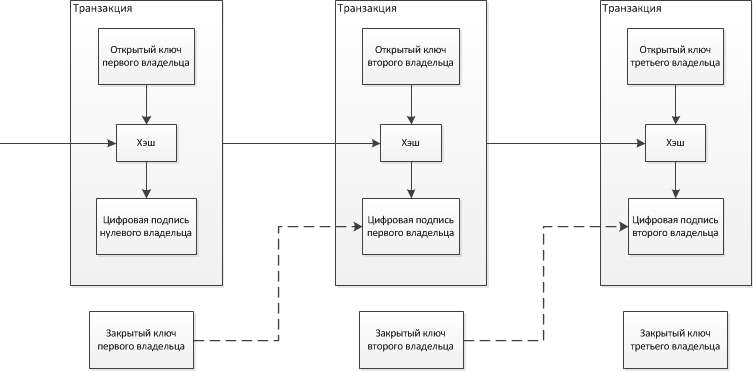 Транзакция
Открытый ключ
первого владельца
Хэш
Цифровая подпись
нулевого владельца
Закрытый ключ
первого владельца
Транзакция
Открытый ключ
второго владельца
Хэш
Цифровая подпись
первого владельца
Закрытый ключ
второго владельца
Транзакция
Открытый ключ
третьего владельца
Хэш
Цифровая подпись
второго владельца
Закрытый ключ
третьего владельца